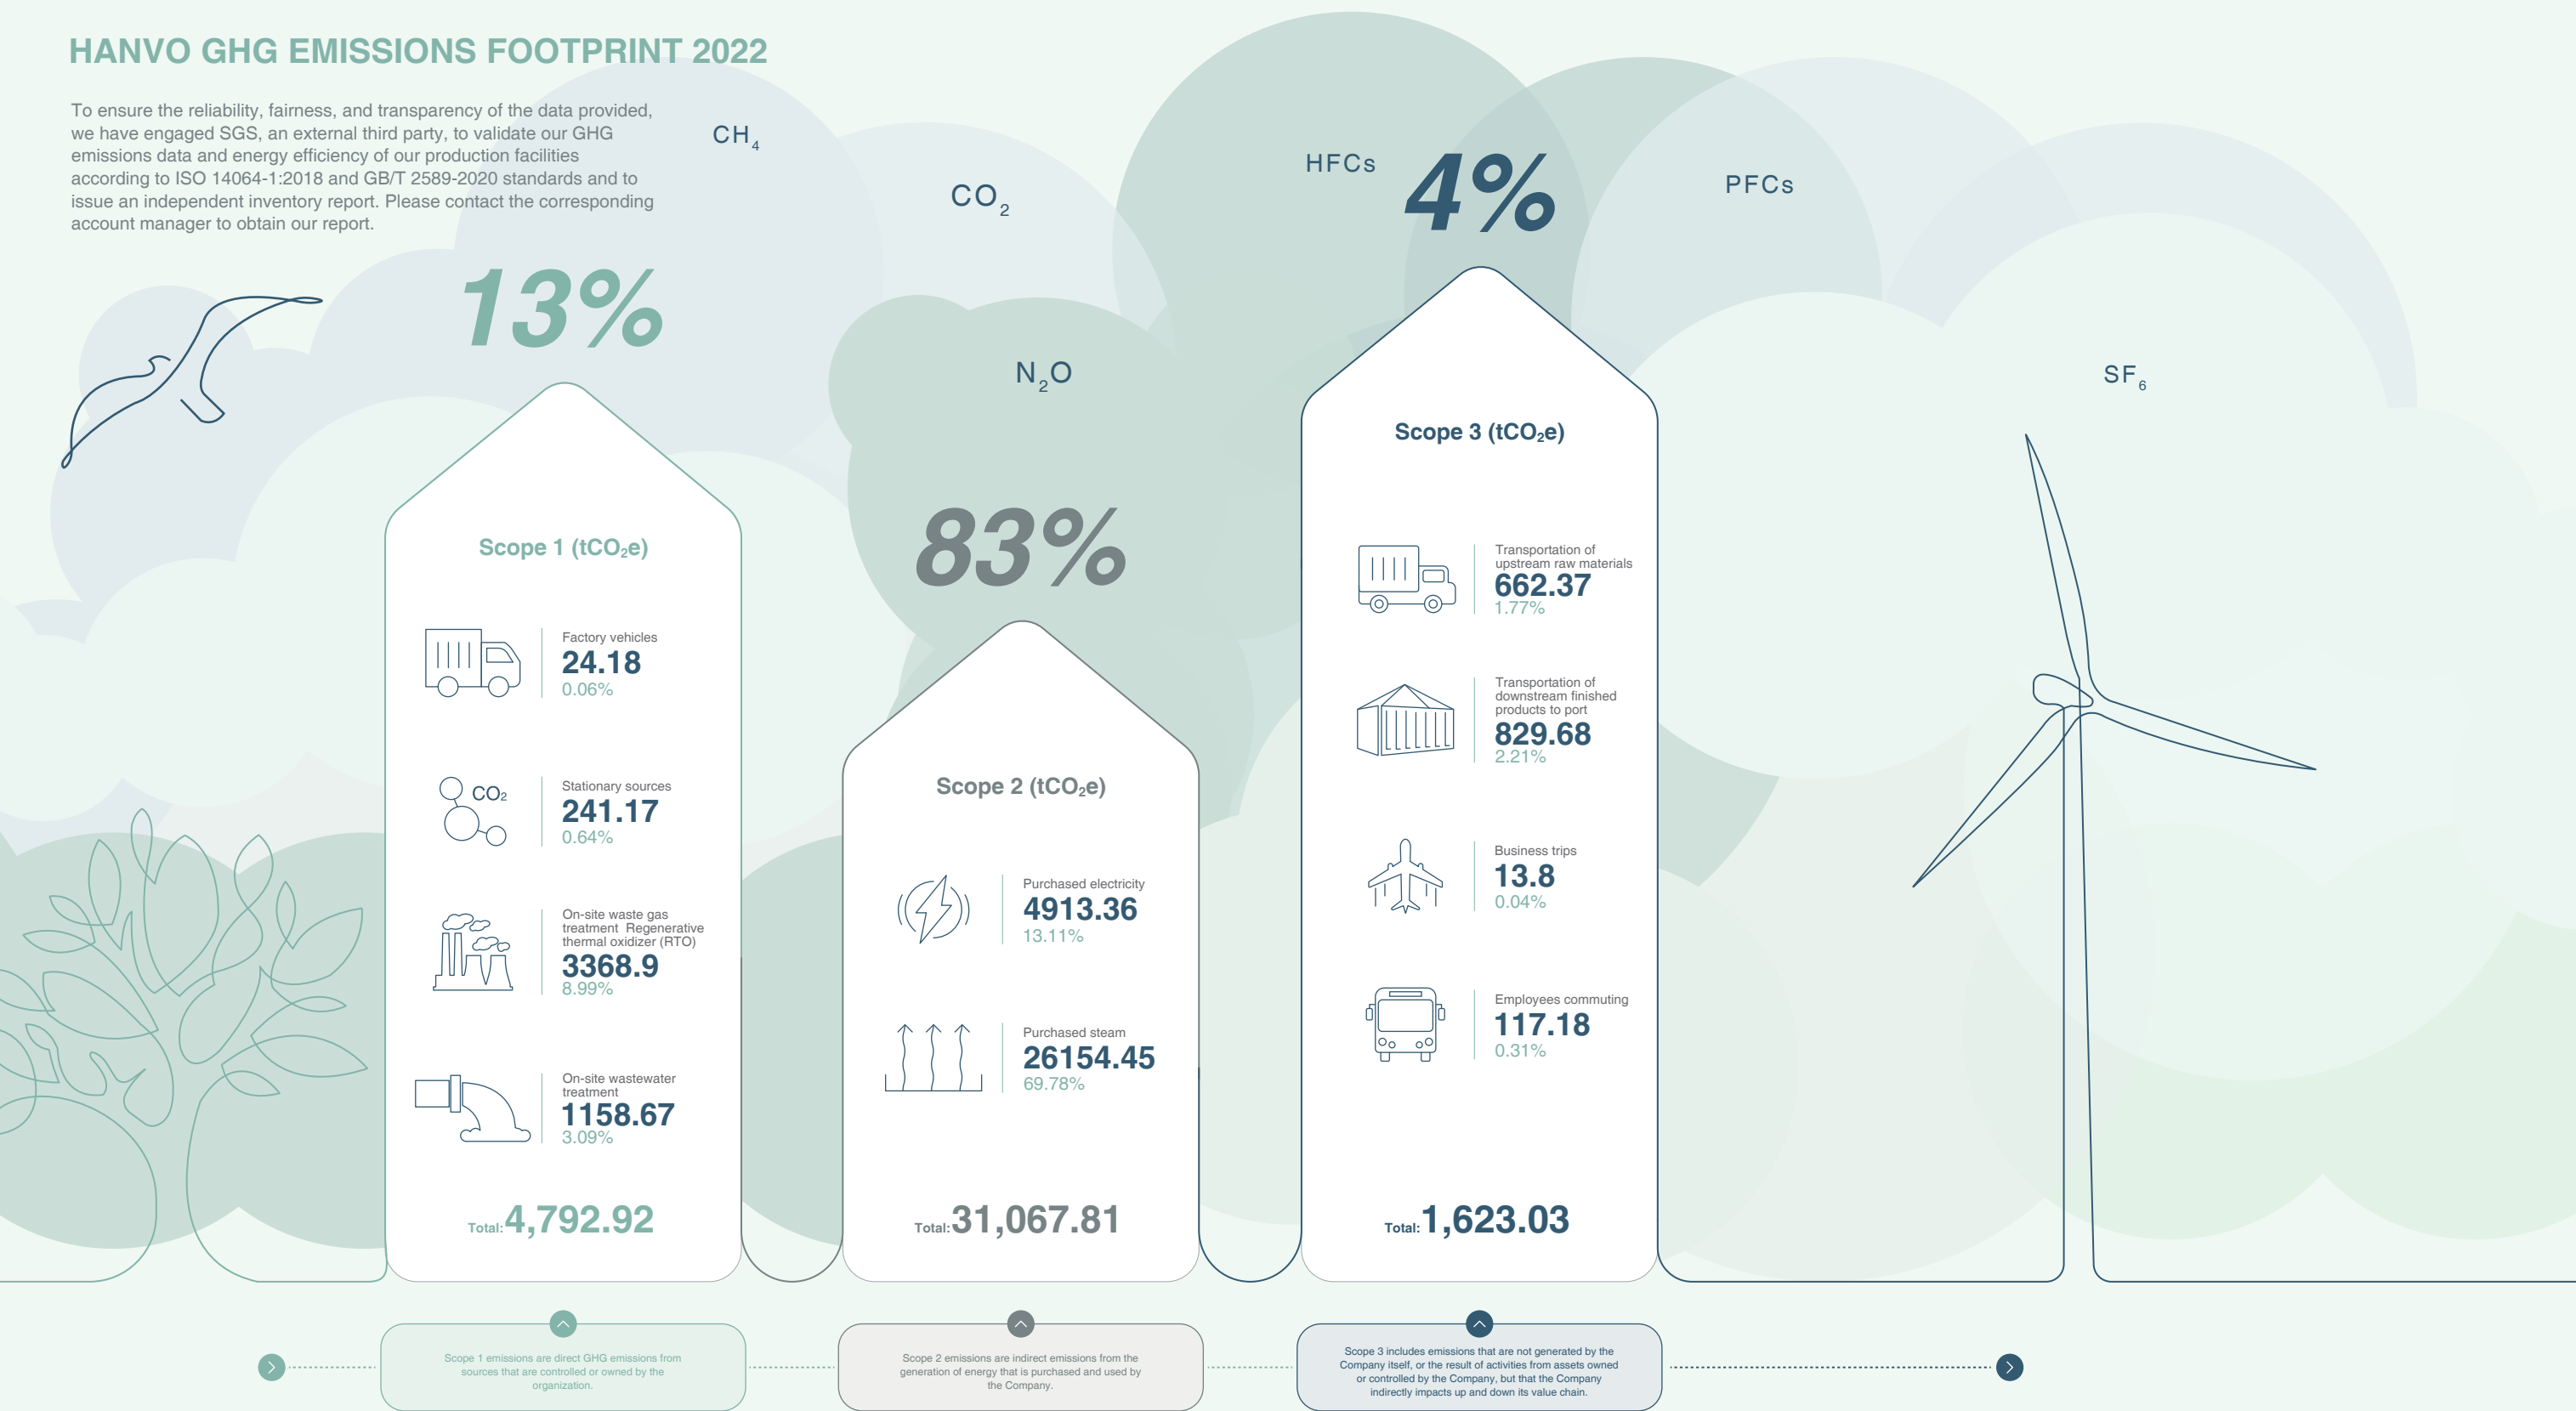 HANVO GHG EMISSIONS FOOTPRINT 2022
To ensure the reliability, fairness, and transparency of the data provided,
we have engaged SGS, an external third party, to validate our GHG
emissions data and energy efficiency of our production facilities
according to ISO 14064-1:2018 and GB/T 2589-2020 standards and to
issue an independent inventory report. Please contact the corresponding
account manager to obtain our report.
CH₄
CO₂
HFCs
PFCs
N₂O
SF₆
13%
Scope 1 (tCO₂e)
Factory vehicles
24.18
0.06%
CO₂
Stationary sources
241.17
0.64%
On-site waste gas
treatment Regenerative
thermal oxidizer (RTO)
3368.9
8.99%
On-site wastewater
treatment
1158.67
3.09%
Total:4,792.92
83%
Scope 2 (tCO₂e)
Purchased electricity
4913.36
13.11%
Purchased steam
26154.45
69.78%
Total:31,067.81
4%
Scope 3 (tCO₂e)
Transportation of
upstream raw materials
662.37
1.77%
Transportation of
downstream finished
products to port
829.68
2.21%
Business trips
13.8
0.04%
Employees commuting
117.18
0.31%
Total:1,623.03
Scope 1 emissions are direct GHG emissions from
sources that are controlled or owned by the
organization.
Scope 2 emissions are indirect emissions from the
generation of energy that is purchased and used by
the Company.
Scope 3 includes emissions that are not generated by the
Company itself, or the result of activities from assets owned
or controlled by the Company, but that the Company
indirectly impacts up and down its value chain.